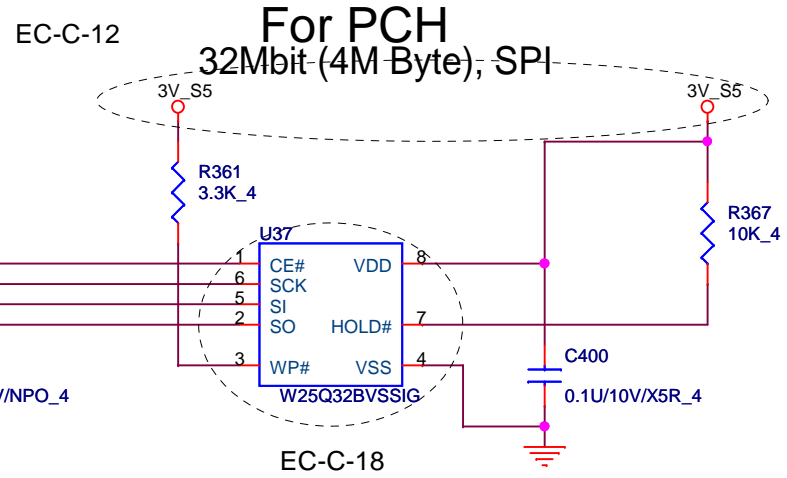 For PCH
EC-C-12
32Mbit (4M Byte), SPI
3V_S5
3V_S5
R361
3.3K_4
R367
10K_4
U37
1
CE#
VDD
8
6
SCK
5
SI
2
SO
HOLD#
7
3
WP#
VSS
4
C400
0.1U/10V/X5R_4
/NPO_4
W25Q32BVSSIG
EC-C-18